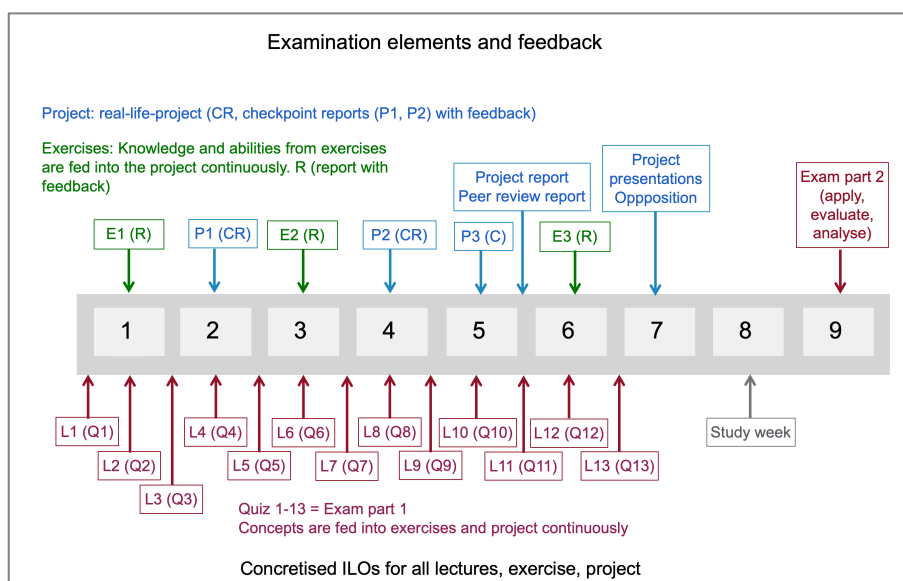 Examination elements and feedback
Project: real-life-project (CR, checkpoint reports (P1, P2) with feedback)
Exercises: Knowledge and abilities from exercises
are fed into the project continuously. R (report with
feedback)
Project report
Peer review report
Project
presentations
Oppposition
Exam part 2
(apply,
evaluate,
analyse)
E1 (R)
P1 (CR)
E2 (R)
P2 (CR)
P3 (C)
E3 (R)
1
2
3
4
5
6
7
8
9
L1 (Q1)
L4 (Q4)
L6 (Q6)
L8 (Q8)
L10 (Q10)
L12 (Q12)
Study week
L2 (Q2)
L5 (Q5)
L7 (Q7)
L9 (Q9)
L11 (Q11)
L13 (Q13)
L3 (Q3)
Quiz 1-13 = Exam part 1
Concepts are fed into exercises and project continuously
Concretised ILOs for all lectures, exercise, project